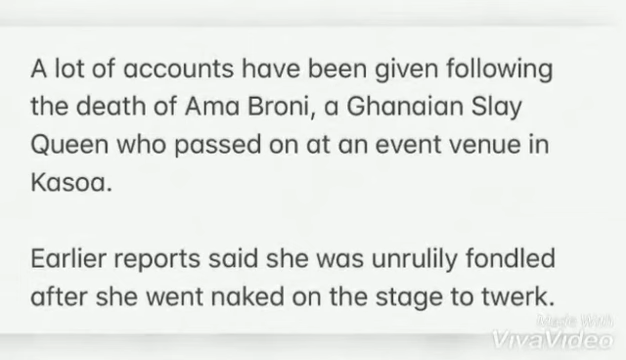 A lot of accounts have been given following
the death of Ama Broni, a Ghanaian Slay
Queen who passed on at an event venue in
Kasoa.
Earlier reports said she was unrulily fondled
after she went naked on the stage to twerk.
Made With
VivaVideo